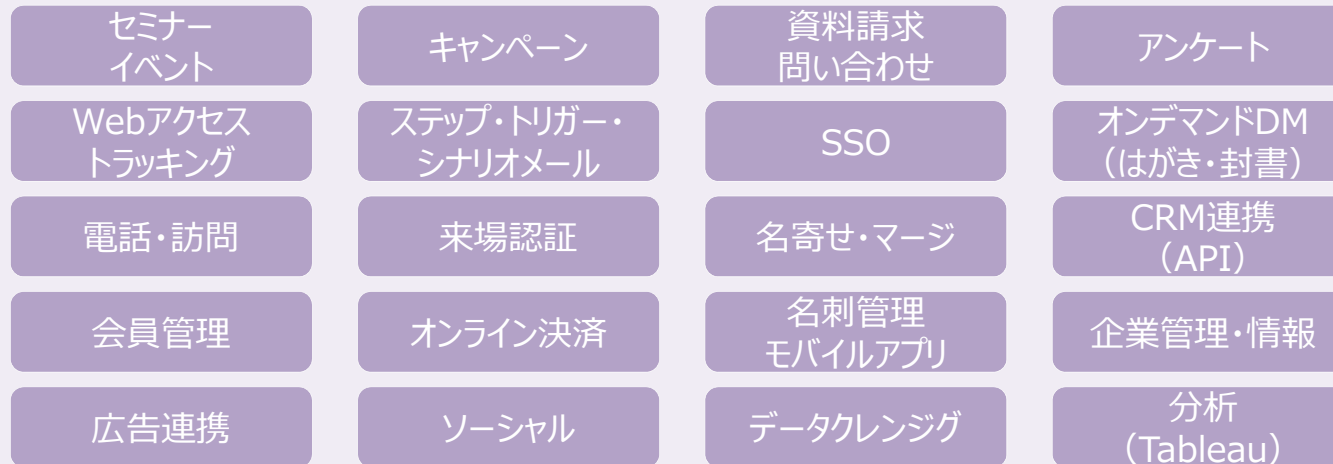 セミナー
イベント
キャンペーン
資料請求
問い合わせ
アンケート
Webアクセス
トラッキング
ステップ・トリガー・
シナリオメール
SSO
オンデマンドDM
（はがき・封書）
電話・訪問
来場認証
名寄せ・マージ
CRM連携
（API）
会員管理
オンライン決済
名刺管理
モバイルアプリ
企業管理・情報
広告連携
ソーシャル
データクレンジグ
分析
（Tableau）